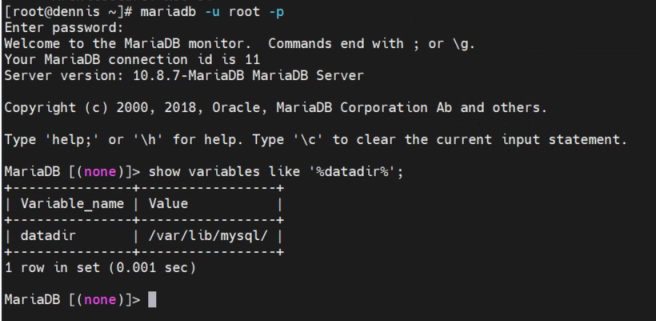 [root@dennis ~]# mariadb -u root -p
Enter password:
Welcome to the MariaDB monitor.  Commands end with ; or \g.
Your MariaDB connection id is 11
Server version: 10.8.7-MariaDB MariaDB Server

Copyright (c) 2000, 2018, Oracle, MariaDB Corporation Ab and others.

Type 'help;' or '\h' for help. Type '\c' to clear the current input statement.

MariaDB [(none)]> show variables like '%datadir%';
+---------------+-----------------+
| Variable_name | Value           |
+---------------+-----------------+
| datadir       | /var/lib/mysql/ |
+---------------+-----------------+
1 row in set (0.001 sec)

MariaDB [(none)]>